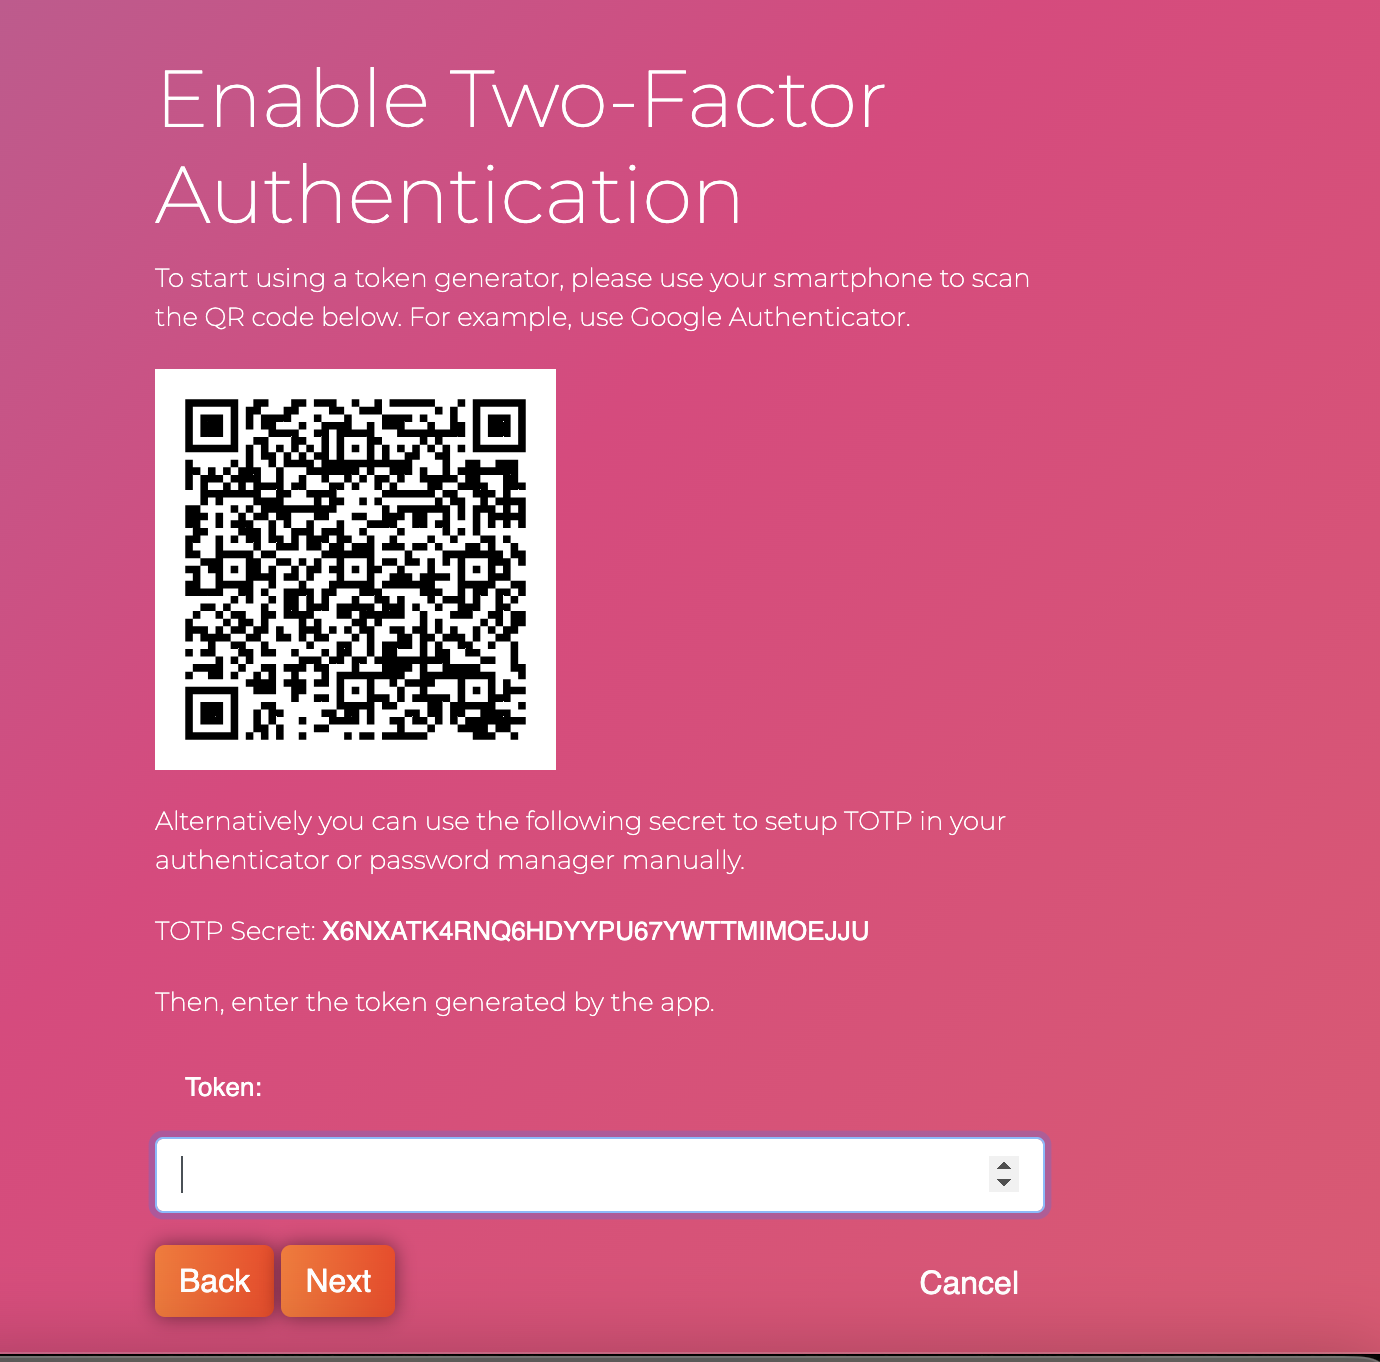 Enable Two-Factor
Authentication
To start using a token generator, please use your smartphone to scan
the QR code below. For example, use Google Authenticator.
Alternatively you can use the following secret to setup TOTP in your
authenticator or password manager manually.
TOTP Secret: X6NXATK4RNQ6HDYYPU67YWTTMIMOEJJU
Then, enter the token generated by the app.
Token:
Back Next Cancel